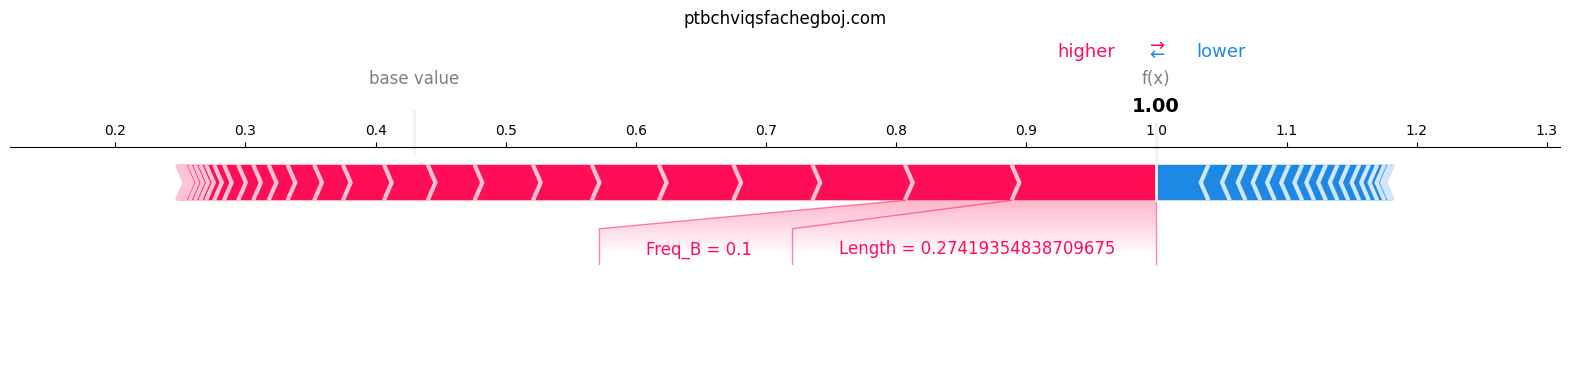 ptbchviqsfachegboj.com
higher → ← lower
base value f(x)
1.00
0.2 0.3 0.4 0.5 0.6 0.7 0.8 0.9 1.0 1.1 1.2 1.3
Freq_B = 0.1 Length = 0.27419354838709675